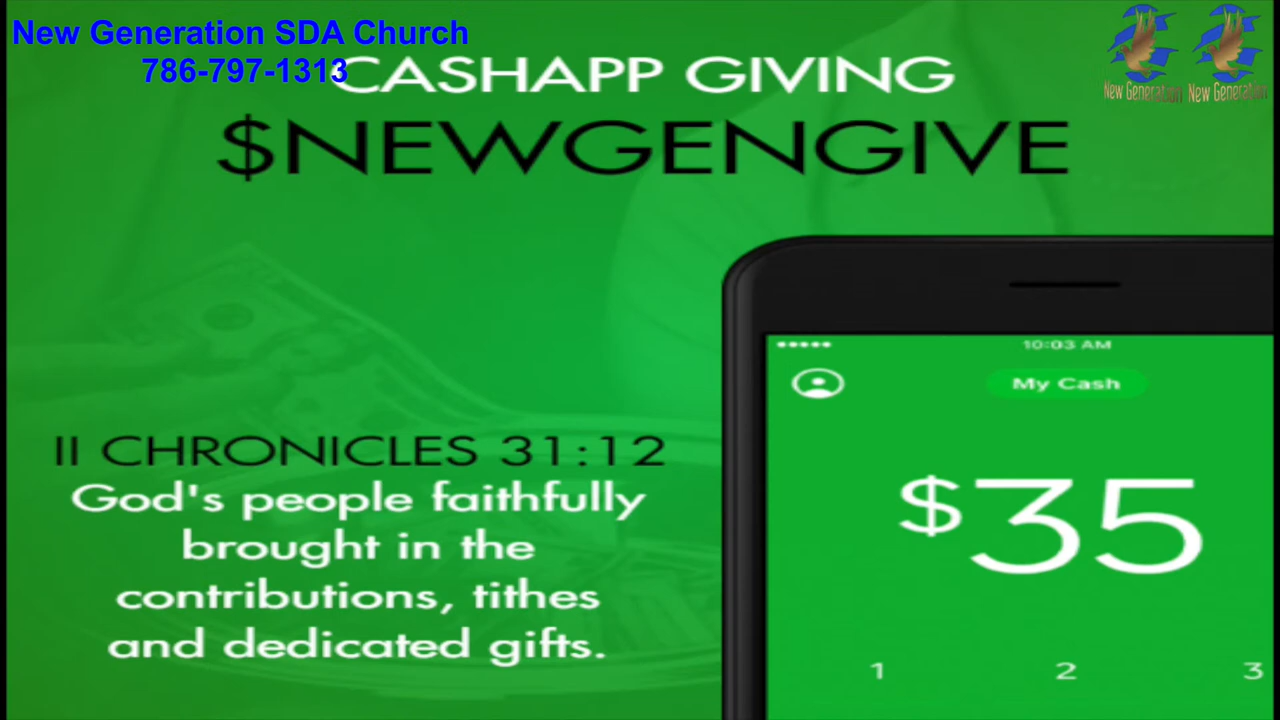 New Generation SDA Church
786-797-1313
CASHAPP GIVING
$NEWGENGIVE
New Generation New Generation
10:03 AM
My Cash
$35
1 2 3
II CHRONICLES 31:12
God's people faithfully
brought in the
contributions, tithes
and dedicated gifts.